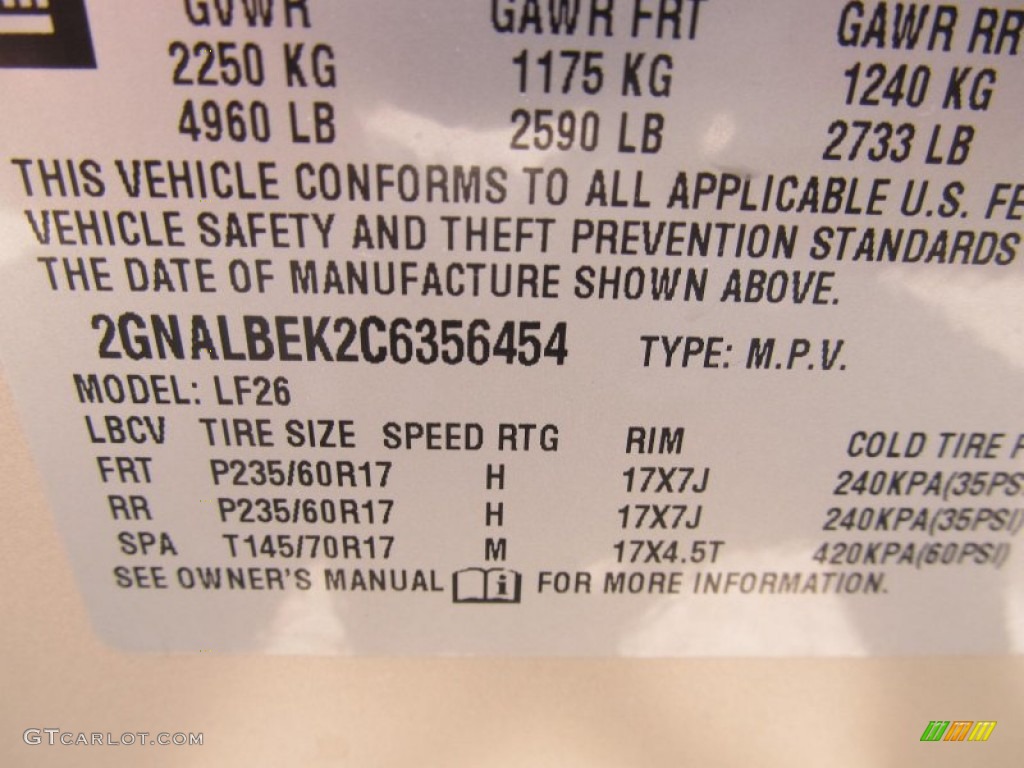 GVWR GAWR FRT GAWR RR
2250 KG 1175 KG 1240 KG
4960 LB 2590 LB 2733 LB
THIS VEHICLE CONFORMS TO ALL APPLICABLE U.S. FE
VEHICLE SAFETY AND THEFT PREVENTION STANDARDS
THE DATE OF MANUFACTURE SHOWN ABOVE.
2GNALBEK2C6356454 TYPE: M.P.V.
MODEL: LF26
LBCV TIRE SIZE SPEED RTG RIM COLD TIRE P
FRT P235/60R17 H 17X7J 240KPA(35PSI
RR P235/60R17 H 17X7J 240KPA(35PSI)
SPA T145/70R17 M 17X4.5T 420KPA(60PSI)
SEE OWNER'S MANUAL i FOR MORE INFORMATION.
GTCARLOT.COM